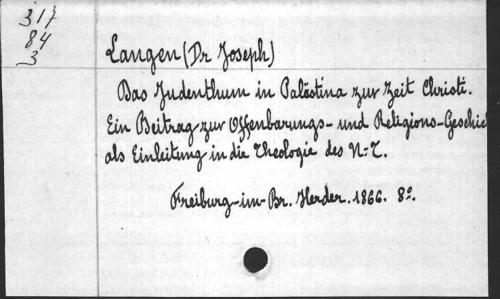 317
84
3
Langen (Dr Joseph)
Das Judenthum in Palästina zur Zeit Christi.
Ein Beitrag zur Offenbarungs- und Religions-Geschic
als Einleitung in die Theologie des N-T.
Freiburg-im-Br. Herder. 1866. 8°.